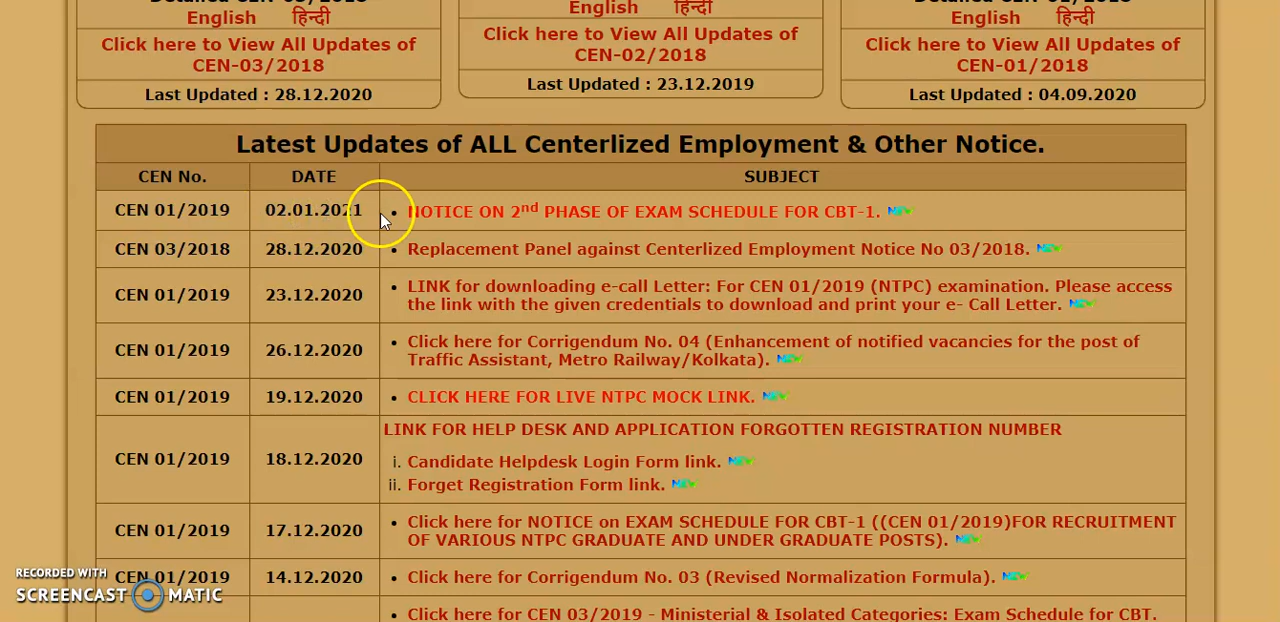 English हिन्दी
English हिन्दी
English हिन्दी
Click here to View All Updates of
CEN-03/2018
Click here to View All Updates of
CEN-02/2018
Click here to View All Updates of
CEN-01/2018
Last Updated : 28.12.2020
Last Updated : 23.12.2019
Last Updated : 04.09.2020
Latest Updates of ALL Centerlized Employment & Other Notice.
CEN No. DATE SUBJECT
CEN 01/2019 02.01.2021 • NOTICE ON 2nd PHASE OF EXAM SCHEDULE FOR CBT-1. NEW
CEN 03/2018 28.12.2020 • Replacement Panel against Centerlized Employment Notice No 03/2018. NEW
CEN 01/2019 23.12.2020 • LINK for downloading e-call Letter: For CEN 01/2019 (NTPC) examination. Please access
the link with the given credentials to download and print your e- Call Letter. NEW
CEN 01/2019 26.12.2020 • Click here for Corrigendum No. 04 (Enhancement of notified vacancies for the post of
Traffic Assistant, Metro Railway/Kolkata). NEW
CEN 01/2019 19.12.2020 • CLICK HERE FOR LIVE NTPC MOCK LINK. NEW
LINK FOR HELP DESK AND APPLICATION FORGOTTEN REGISTRATION NUMBER
CEN 01/2019 18.12.2020 i. Candidate Helpdesk Login Form link. NEW
ii. Forget Registration Form link. NEW
CEN 01/2019 17.12.2020 • Click here for NOTICE on EXAM SCHEDULE FOR CBT-1 ((CEN 01/2019)FOR RECRUITMENT
OF VARIOUS NTPC GRADUATE AND UNDER GRADUATE POSTS). NEW
CEN 01/2019 14.12.2020 • Click here for Corrigendum No. 03 (Revised Normalization Formula). NEW
• Click here for CEN 03/2019 - Ministerial & Isolated Categories: Exam Schedule for CBT.
RECORDED WITH
SCREENCAST MATIC